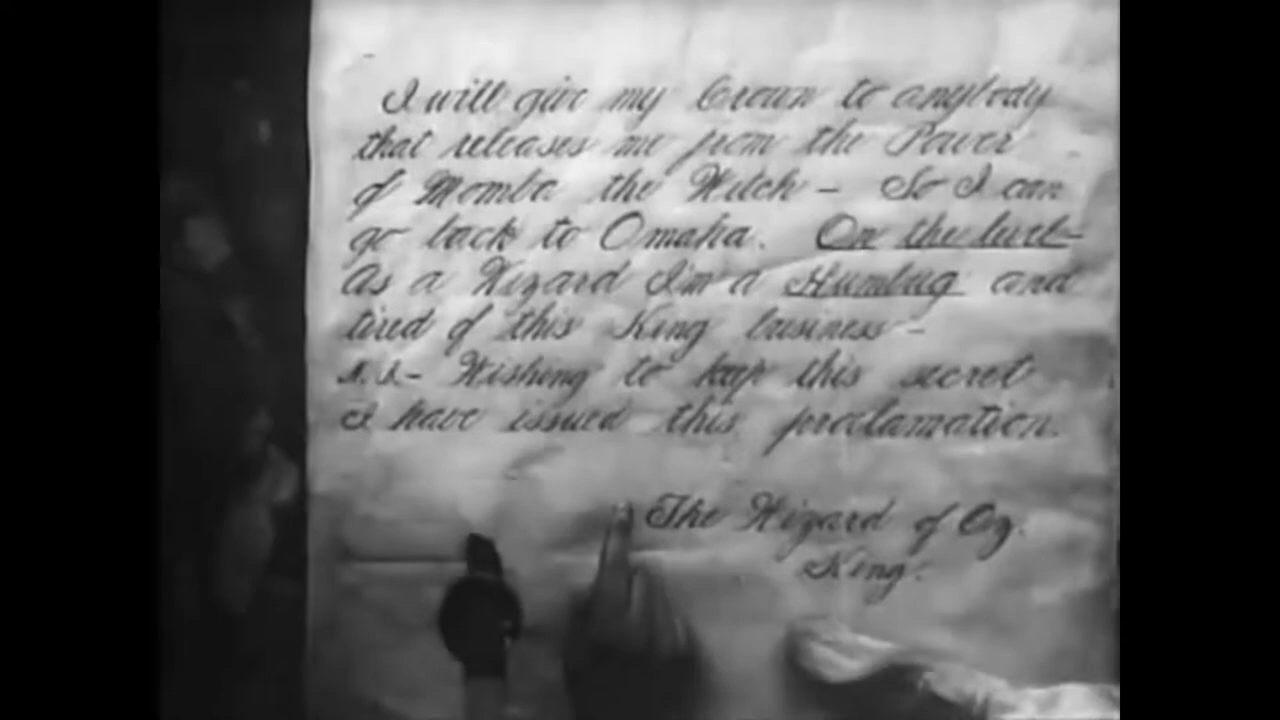 I will give my Crown to anybody
that releases me from the Power
of Momba the Witch – So I can
go back to Omaha. On the level –
As a Wizard I'm a Humbug and
tired of this King business –
Wishing to keep this secret
I have issued this proclamation.
The Wizard of Oz.
King.